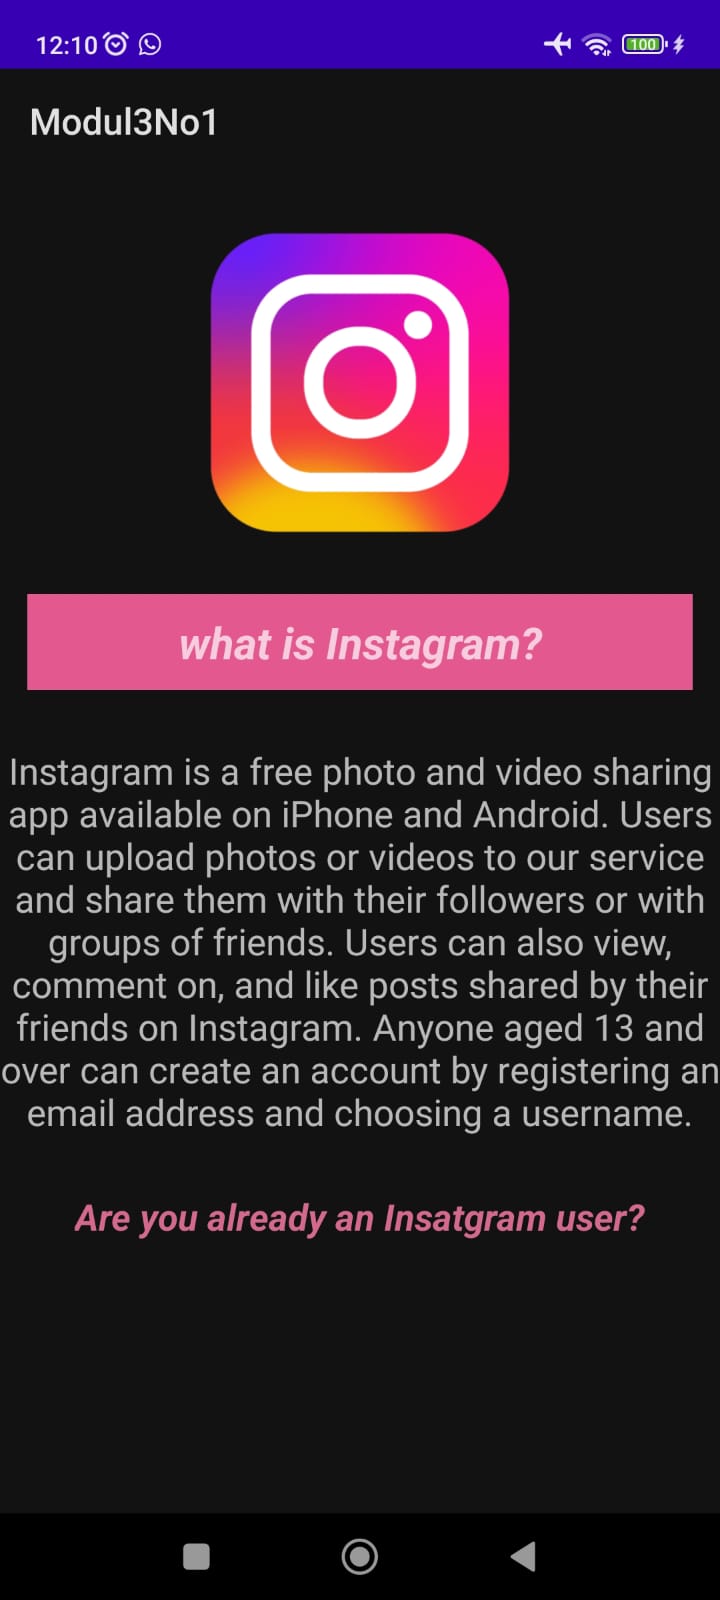 12:10
100
Modul3No1
what is Instagram?
Instagram is a free photo and video sharing
app available on iPhone and Android. Users
can upload photos or videos to our service
and share them with their followers or with
groups of friends. Users can also view,
comment on, and like posts shared by their
friends on Instagram. Anyone aged 13 and
over can create an account by registering an
email address and choosing a username.
Are you already an Insatgram user?